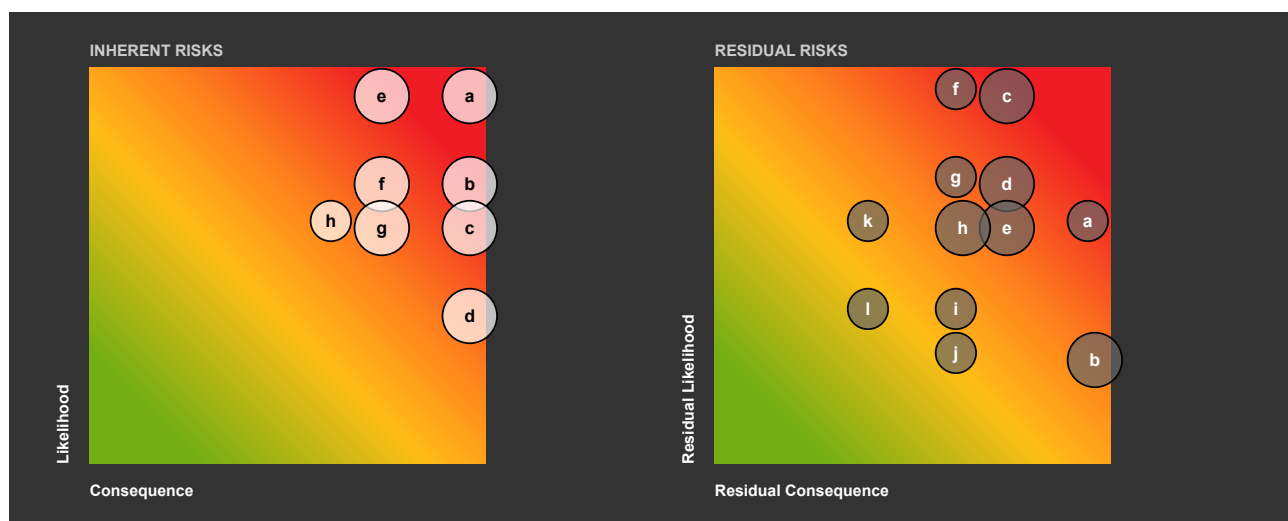 INHERENT RISKS
e
a
f
b
h
g
c
d
Likelihood
Consequence
RESIDUAL RISKS
f
c
g
d
k
h
e
a
l
i
j
b
Residual Likelihood
Residual Consequence